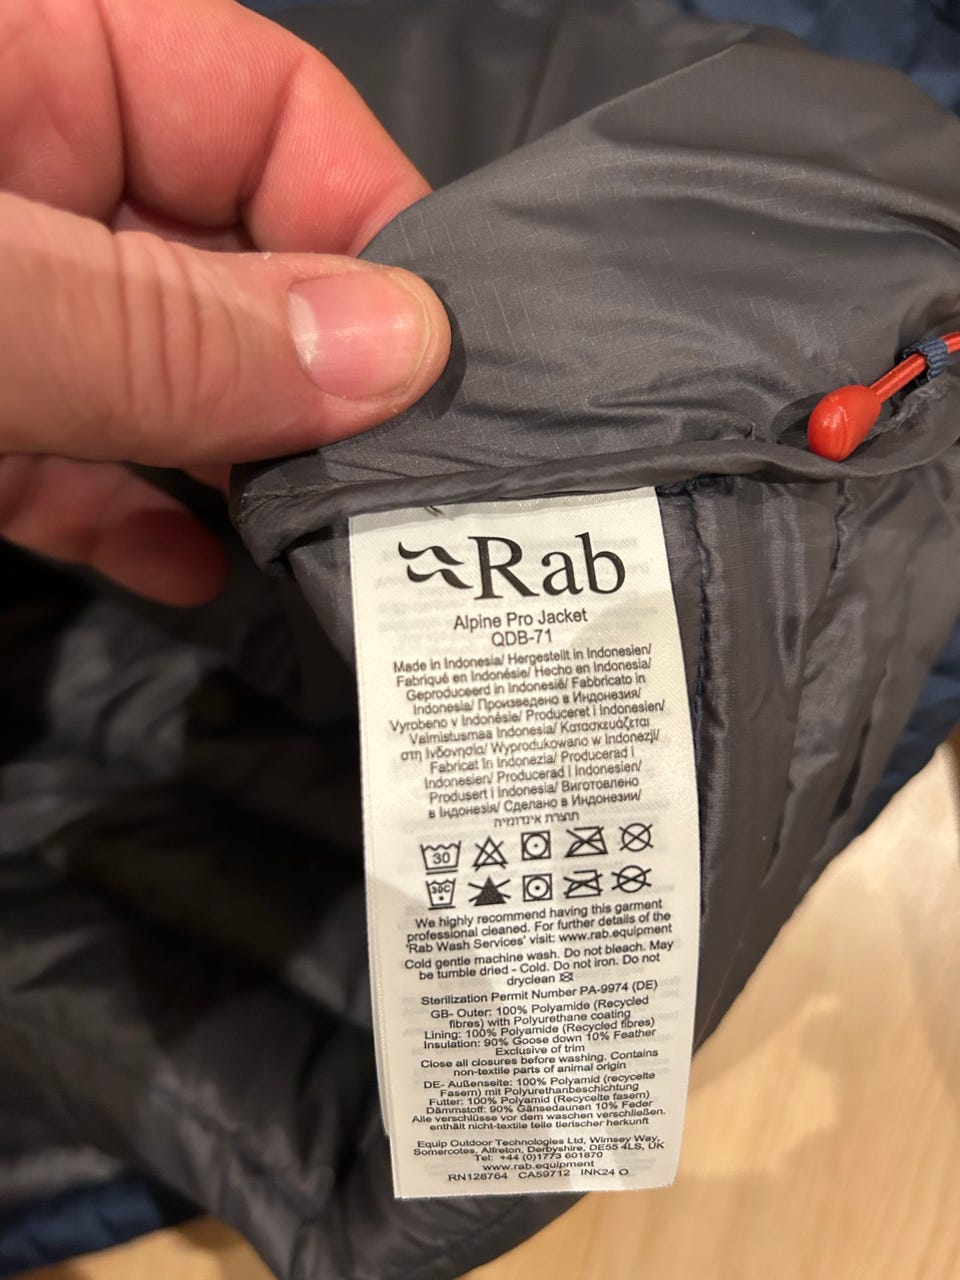 Rab
Alpine Pro Jacket
QDB-71
Made in Indonesia/ Hergestellt in Indonesien/
Fabriqué en Indonésie/ Hecho en Indonesia/
Geproduceerd in Indonesië/ Fabbricato in
Indonesia/ Произведено в Индонезия/
Vyrobeno v Indonésie/ Produceret i Indonesien/
Valmistusmaa Indonesia/ Κατασκευάζεται
στη Ινδονησία/ Wyprodukowano w Indonezji/
Fabricat în Indonezia/ Producerad i
Indonesien/ Producerad i Indonesien/
Produsert i Indonesia/ Виготовлено
в Індонезія/ Сделано в Индонезии/
תוצרת אינדונזיה
30
30C
We highly recommend having this garment
professional cleaned. For further details of the
'Rab Wash Services' visit: www.rab.equipment
Cold gentle machine wash. Do not bleach. May
be tumble dried - Cold. Do not iron. Do not
dryclean
Sterilization Permit Number PA-9974 (DE)
GB- Outer: 100% Polyamide (Recycled
fibres) with Polyurethane coating
Lining: 100% Polyamide (Recycled fibres)
Insulation: 90% Goose down 10% Feather
Exclusive of trim
Close all closures before washing. Contains
non-textile parts of animal origin
DE- Außenseite: 100% Polyamid (recycelte
Fasern) mit Polyurethanbeschichtung
Futter: 100% Polyamid (Recycelte fasern)
Dämmstoff: 90% Gänsedaunen 10% Feder
Alle verschlüsse vor dem waschen verschließen.
enthält nicht-textile teile tierischer herkunft
Equip Outdoor Technologies Ltd, Wimsey Way,
Somercotes, Alfreton, Derbyshire, DE55 4LS, UK
Tel: +44 (0)1773 601870
www.rab.equipment
RN128764 CA59712 INK24 O